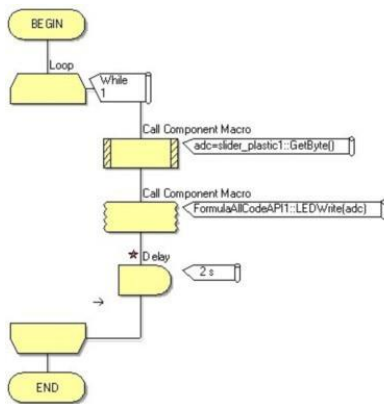 BEGIN
Loop
While
1
Call Component Macro
adc=slider_plastic1::GetByte()
Call Component Macro
FormulaAllCodeAPI1::LEDWrite(adc)
Delay
2 s
END